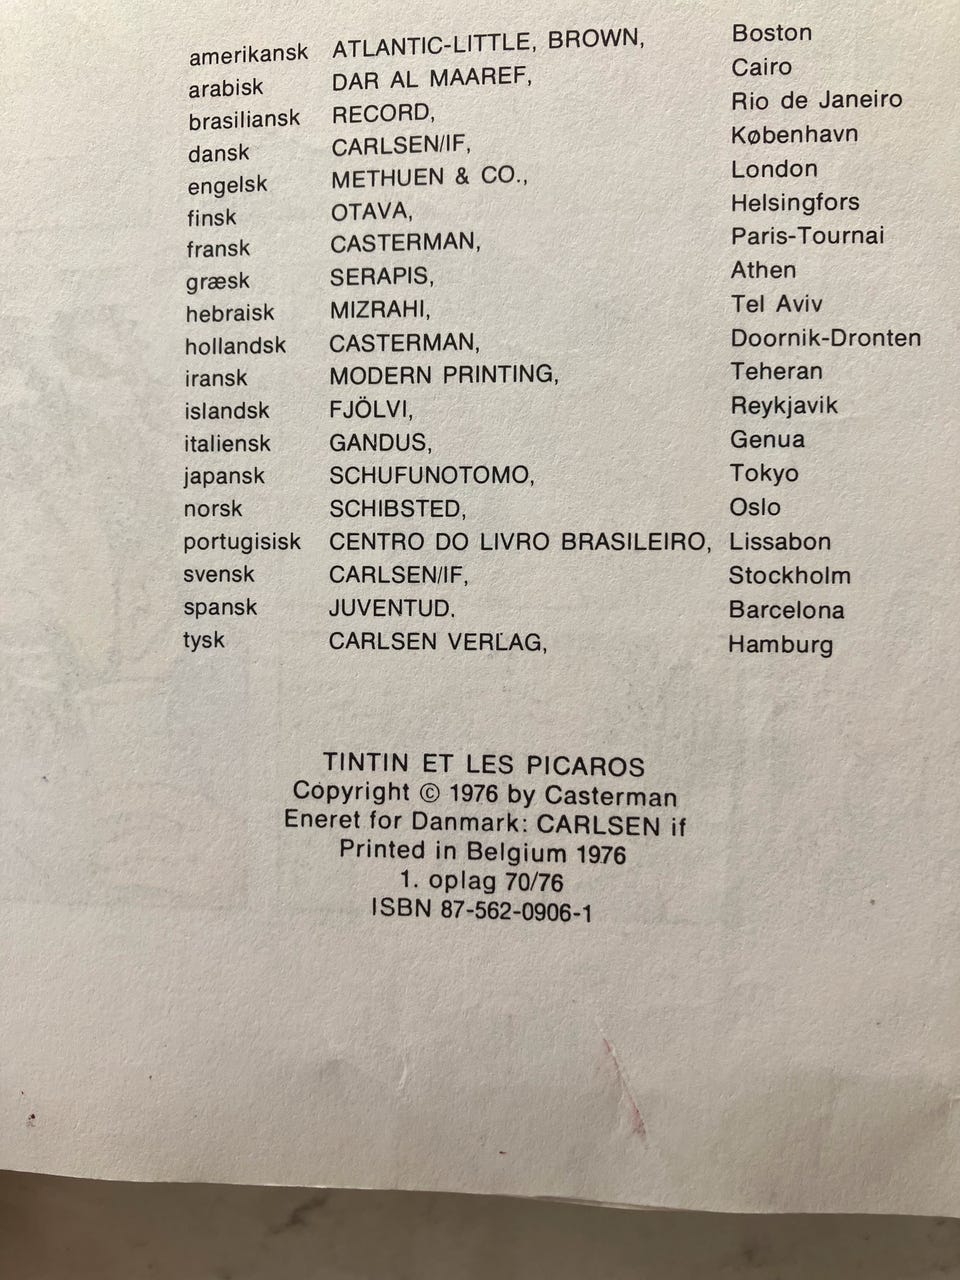 amerikansk ATLANTIC-LITTLE, BROWN, Boston
arabisk DAR AL MAAREF, Cairo
brasiliansk RECORD, Rio de Janeiro
dansk CARLSEN/IF, København
engelsk METHUEN & CO., London
finsk OTAVA, Helsingfors
fransk CASTERMAN, Paris-Tournai
græsk SERAPIS, Athen
hebraisk MIZRAHI, Tel Aviv
hollandsk CASTERMAN, Doornik-Dronten
iransk MODERN PRINTING, Teheran
islandsk FJÖLVI, Reykjavik
italiensk GANDUS, Genua
japansk SCHUFUNOTOMO, Tokyo
norsk SCHIBSTED, Oslo
portugisisk CENTRO DO LIVRO BRASILEIRO, Lissabon
svensk CARLSEN/IF, Stockholm
spansk JUVENTUD. Barcelona
tysk CARLSEN VERLAG, Hamburg
TINTIN ET LES PICAROS
Copyright © 1976 by Casterman
Eneret for Danmark: CARLSEN if
Printed in Belgium 1976
1. oplag 70/76
ISBN 87-562-0906-1